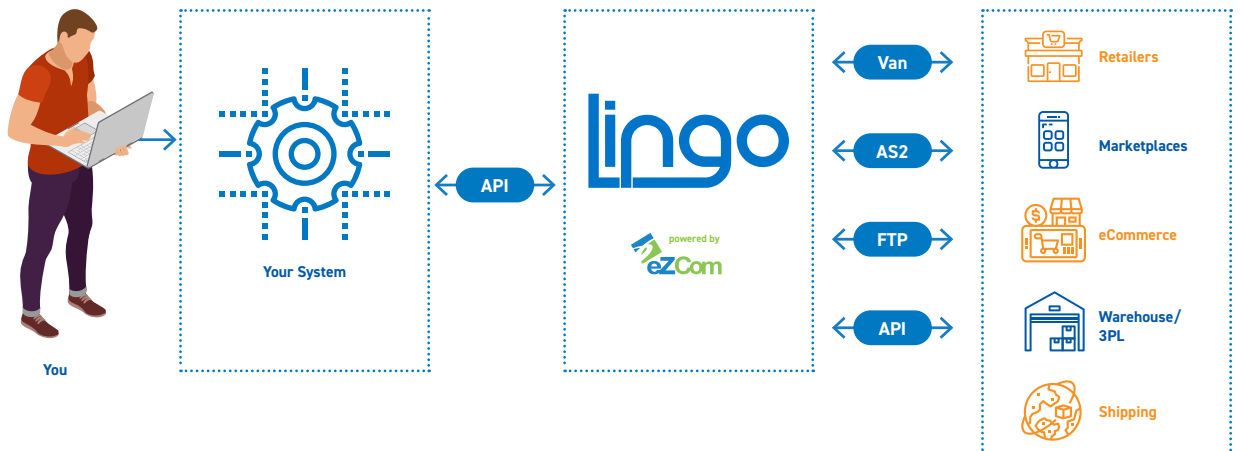 You
Your System
API
Lingo
powered by
eZCom
Van
AS2
FTP
API
Retailers
Marketplaces
$
eCommerce
Warehouse/
3PL
Shipping